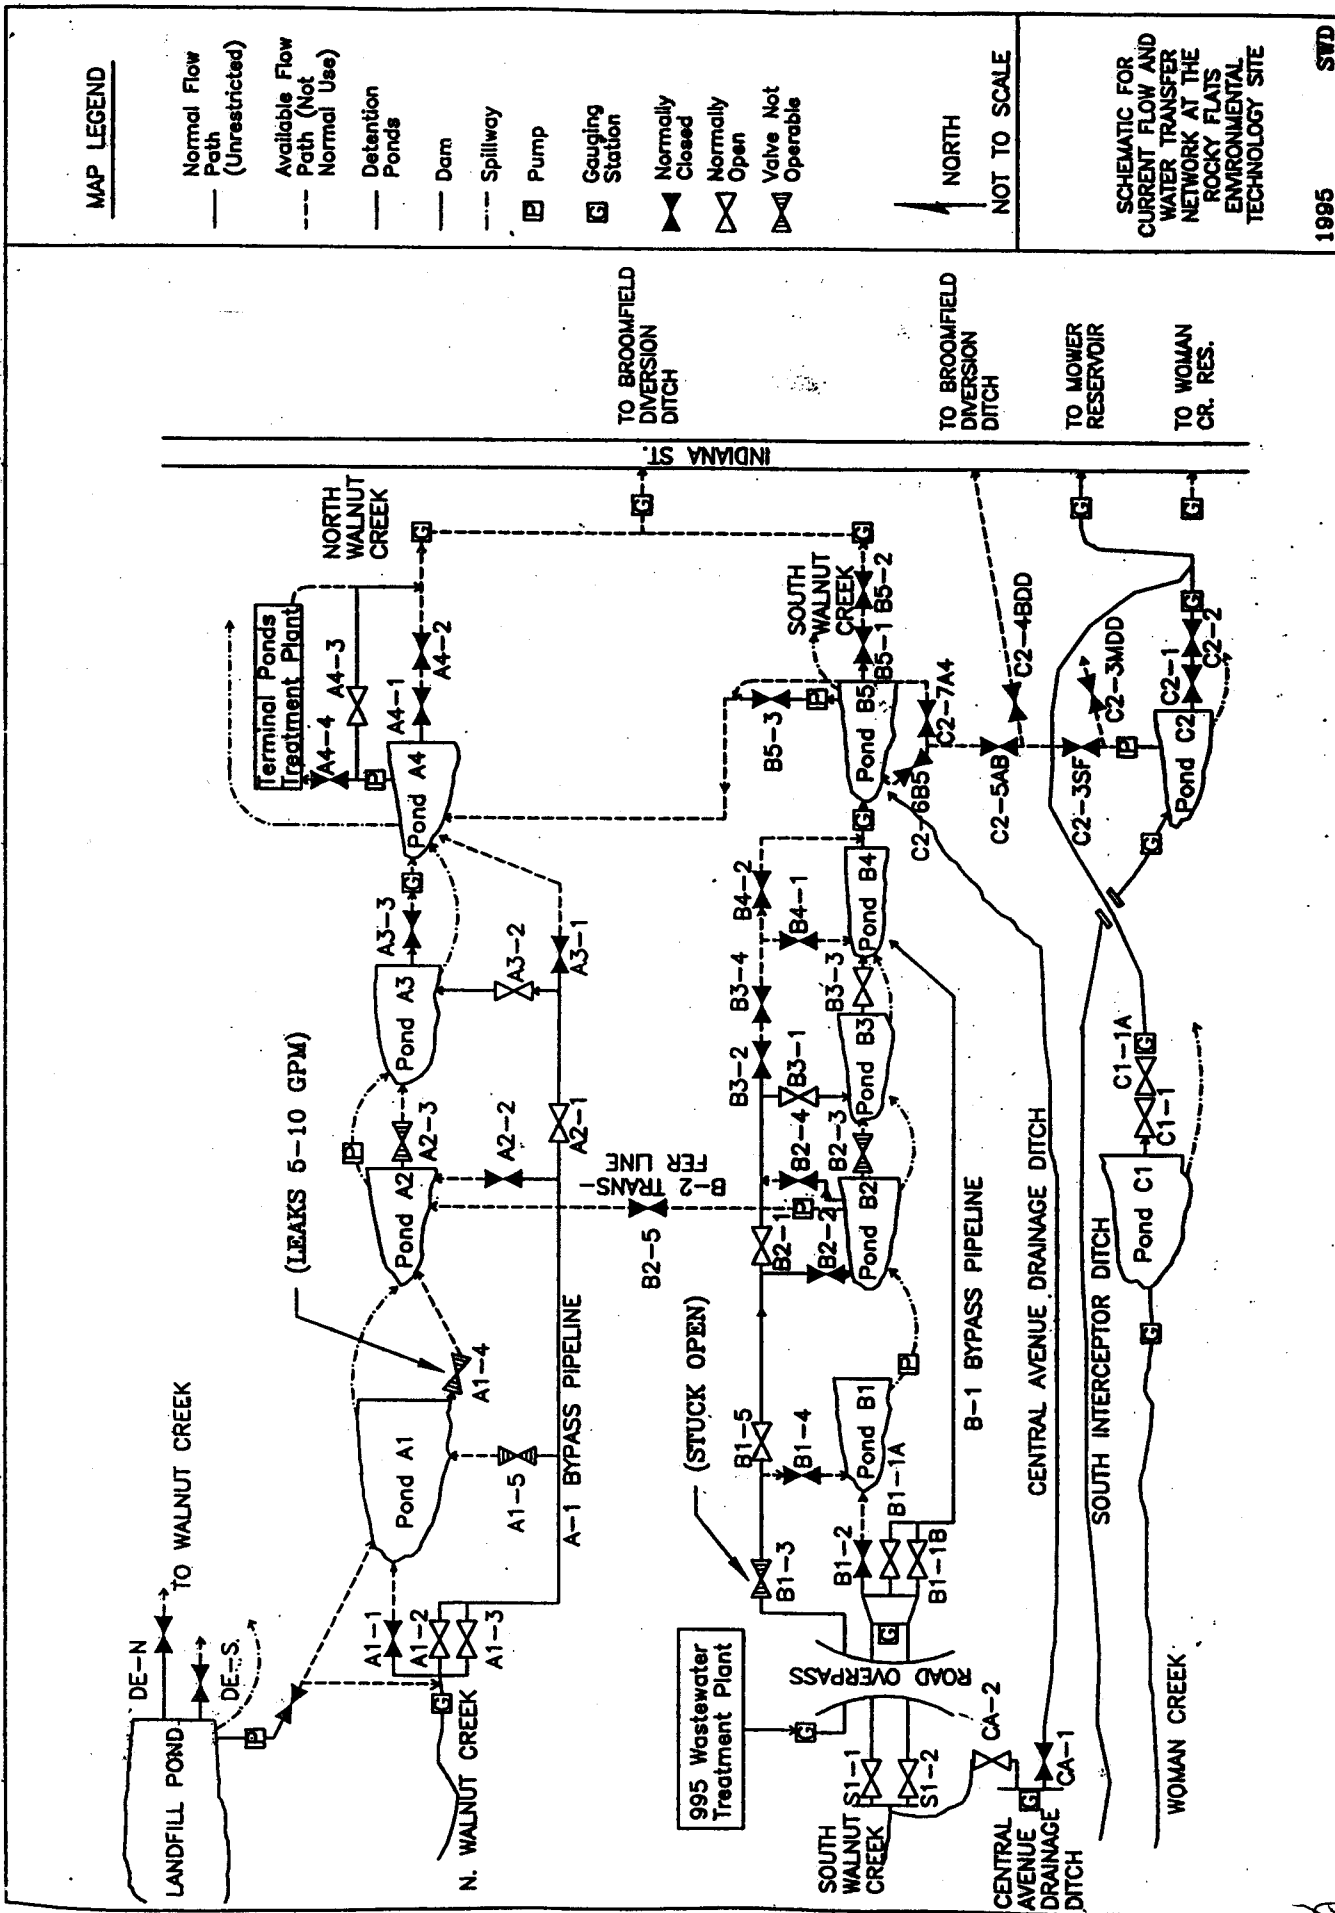 MAP LEGEND
Normal Flow
Path
(Unrestricted)
Available Flow
Path (Not
Normal Use)
Detention
Ponds
Dam
Spillway
P Pump
G Gauging
Station
Normally
Closed
Normally
Open
Valve Not
Operable
NORTH
NOT TO SCALE
SCHEMATIC FOR
CURRENT FLOW AND
WATER TRANSFER
NETWORK AT THE
ROCKY FLATS
ENVIRONMENTAL
TECHNOLOGY SITE
1995
SWD
TO BROOMFIELD
DIVERSION
DITCH
TO BROOMFIELD
DIVERSION
DITCH
TO MOWER
RESERVOIR
TO WOMAN
CR. RES.
INDIANA ST.
LANDFILL POND
DE-N
TO WALNUT CREEK
DE-S
P
N. WALNUT CREEK
G
A1-1
A1-2
A1-3
Pond A1
A1-5
A1-4
(LEAKS 5-10 GPM)
A-1 BYPASS PIPELINE
Pond A2
P
A2-3
A2-2
A2-1
Pond A3
A3-3
A3-2
A3-1
G
Pond A4
P
A4-4
A4-3
A4-1
A4-2
Terminal Ponds
Treatment Plant
NORTH
WALNUT
CREEK
G
G
B-2 TRANS-
FER LINE
B2-5
995 Wastewater
Treatment Plant
G
ROAD OVERPASS
SOUTH
WALNUT
CREEK
S1-1
S1-2
G
B1-3
(STUCK OPEN)
B1-2
B1-1A
B1-1B
B1-5
B1-4
Pond B1
P
B-1 BYPASS PIPELINE
B2-1
B2-2
P
B2-4
B2-3
Pond B2
B3-2
B3-1
Pond B3
B3-4
B3-3
B4-2
B4-1
Pond B4
G
Pond B5
P
B5-3
B5-1
B5-2
SOUTH
WALNUT
CREEK
G
C2-6B5
C2-7A4
C2-5AB
C2-4BDD
C2-3SF
C2-3MDD
P
Pond C2
C2-1
C2-2
G
G
G
G
CA-2
CA-1
G
CENTRAL
AVENUE
DRAINAGE
DITCH
CENTRAL AVENUE DRAINAGE DITCH
SOUTH INTERCEPTOR DITCH
WOMAN CREEK
G
Pond C1
C1-1
C1-1A
G